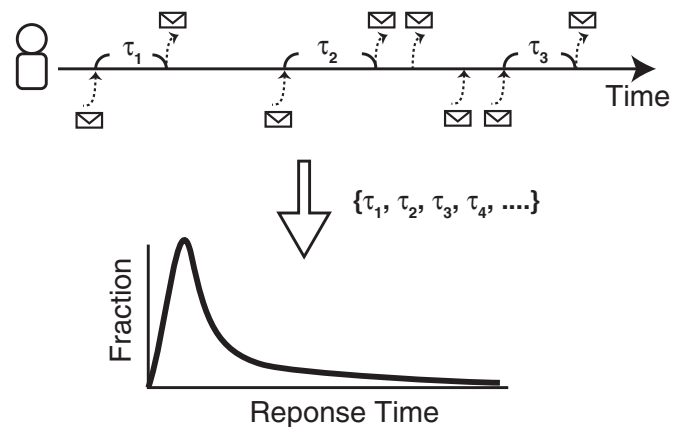 τ1 τ2 τ3
Time
{τ1, τ2, τ3, τ4, ....}
Fraction
Reponse Time